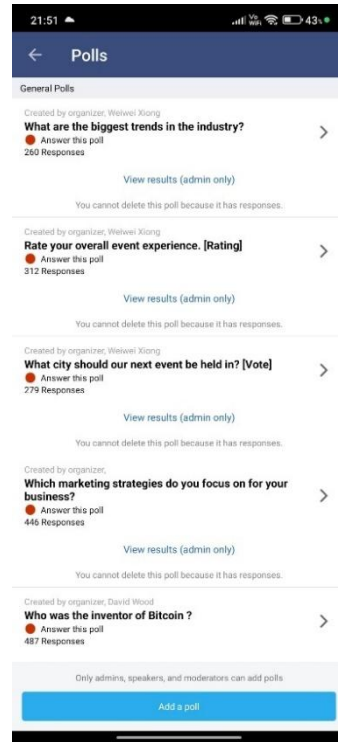 21:51
Vo
WiFi
43%
Polls
General Polls
Created by organizer, Weiwei Xiong
What are the biggest trends in the industry?
Answer this poll
260 Responses
View results (admin only)
You cannot delete this poll because it has responses.
Created by organizer, Weiwei Xiong
Rate your overall event experience. [Rating]
Answer this poll
312 Responses
View results (admin only)
You cannot delete this poll because it has responses.
Created by organizer, Weiwei Xiong
What city should our next event be held in? [Vote]
Answer this poll
279 Responses
View results (admin only)
You cannot delete this poll because it has responses.
Created by organizer,
Which marketing strategies do you focus on for your
business?
Answer this poll
446 Responses
View results (admin only)
You cannot delete this poll because it has responses.
Created by organizer, David Wood
Who was the inventor of Bitcoin ?
Answer this poll
487 Responses
Only admins, speakers, and moderators can add polls
Add a poll